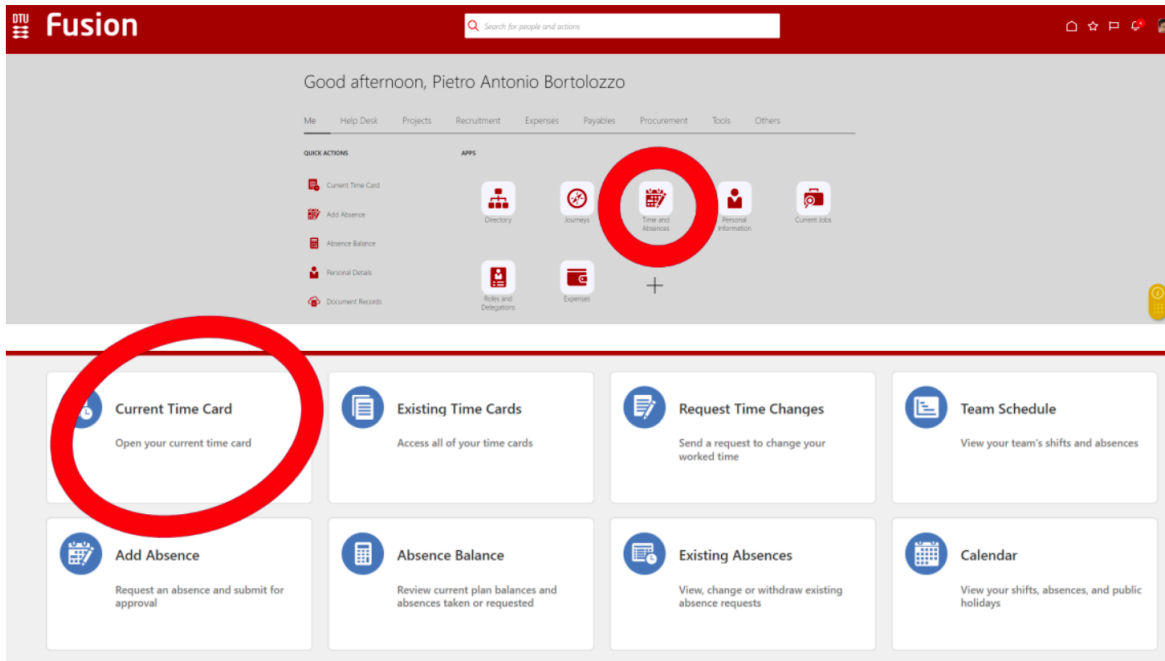 DTU
Fusion
Search for people and actions
Good afternoon, Pietro Antonio Bortolozzo
Me Help Desk Projects Recruitment Expenses Payables Procurement Tools Others
QUICK ACTIONS
APPS
Current Time Card
Add Absence
Absence Balance
Personal Details
Document Records
Directory
Journeys
Time and
Absences
Personal
Information
Current Jobs
Roles and
Delegations
Expenses
Current Time Card
Open your current time card
Existing Time Cards
Access all of your time cards
Request Time Changes
Send a request to change your
worked time
Team Schedule
View your team's shifts and absences
Add Absence
Request an absence and submit for
approval
Absence Balance
Review current plan balances and
absences taken or requested
Existing Absences
View, change or withdraw existing
absence requests
Calendar
View your shifts, absences, and public
holidays